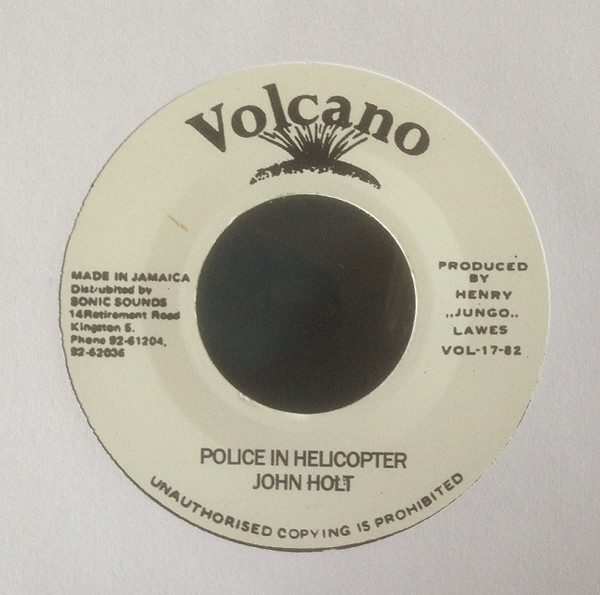 Volcano
MADE IN JAMAICA
Distrubited by
SONIC SOUNDS
14Retirement Road
Kingston 5.
Phone 92-61204,
92-62036
PRODUCED
BY
HENRY
,,JUNGO,,
LAWES
VOL-17-82
POLICE IN HELICOPTER
JOHN HOLT
UNAUTHORISED COPYING IS PROHIBITED